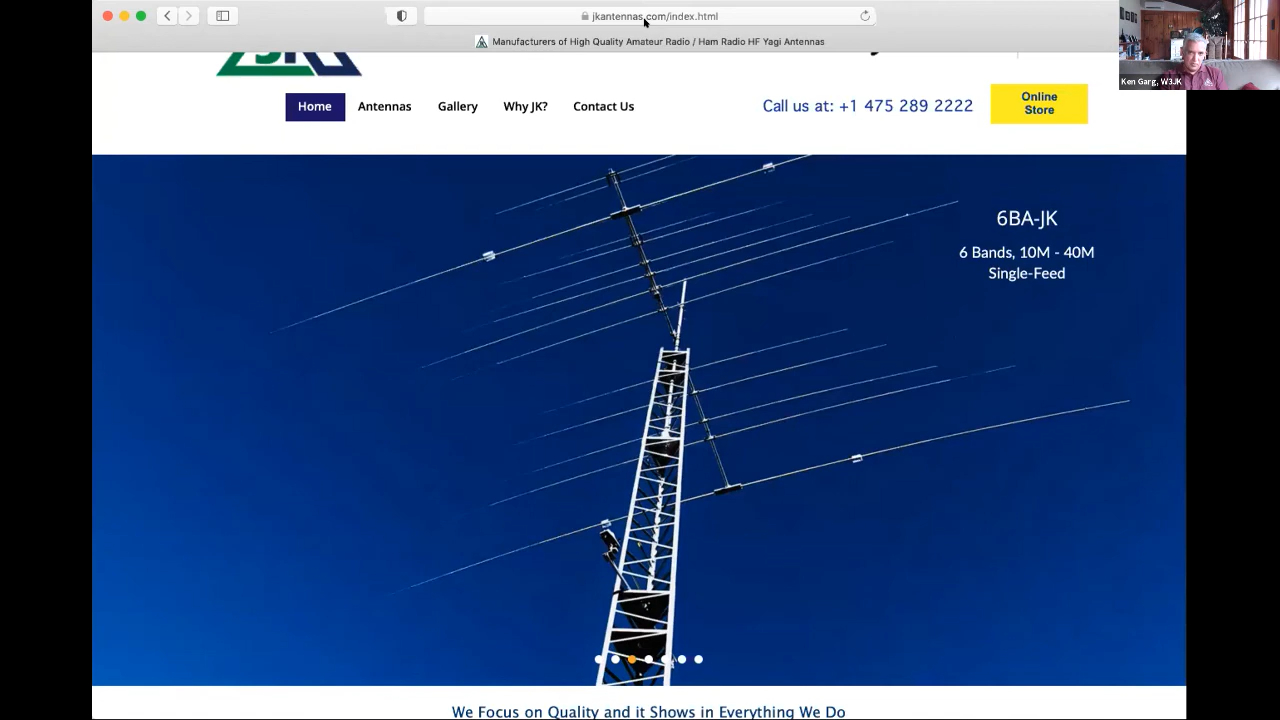 jkantennas.com/index.html
Manufacturers of High Quality Amateur Radio / Ham Radio HF Yagi Antennas
Ken Garg, W3JK
Home
Antennas
Gallery
Why JK?
Contact Us
Call us at: +1 475 289 2222
Online
Store
6BA-JK
6 Bands, 10M - 40M
Single-Feed
We Focus on Quality and it Shows in Everything We Do